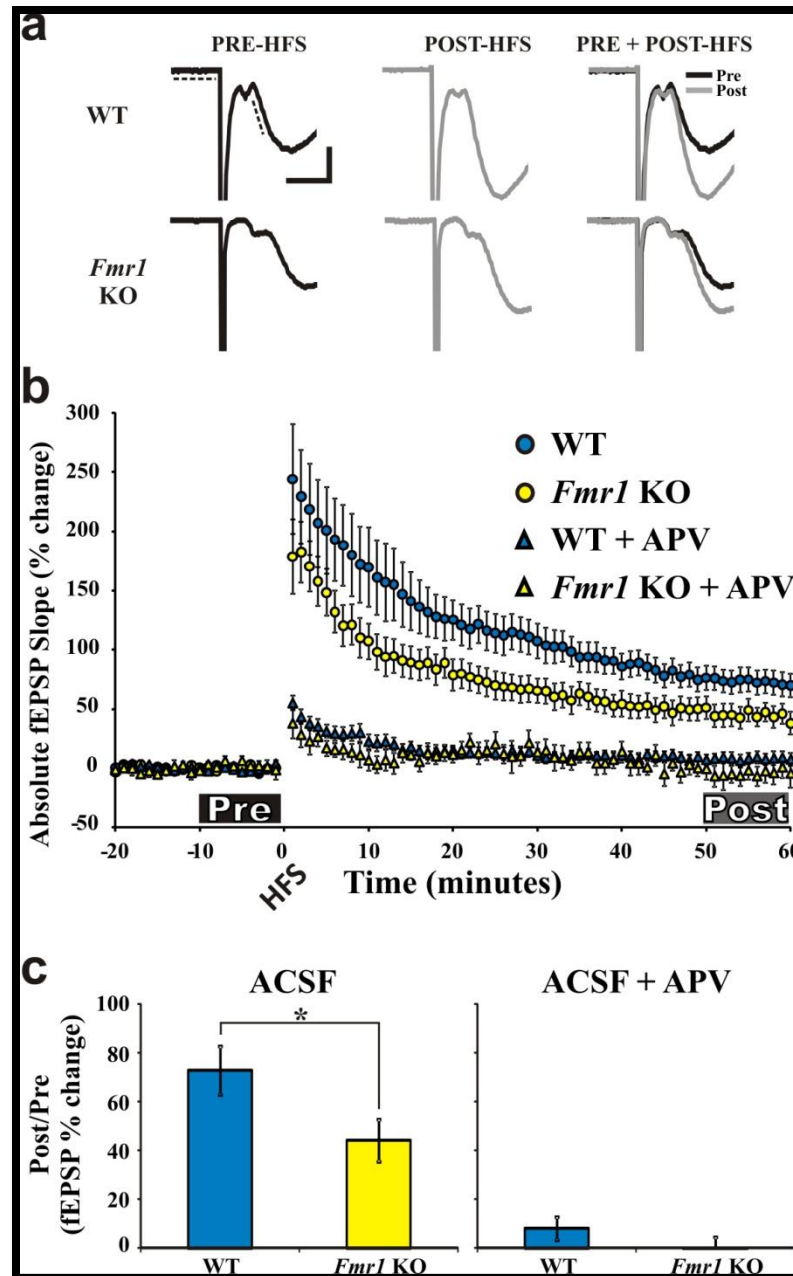 a
PRE-HFS POST-HFS PRE + POST-HFS
Pre
Post
WT
Fmr1
KO
b
300
250
200
150
100
50
0
-50
Absolute fEPSP Slope (% change)
WT
Fmr1 KO
WT + APV
Fmr1 KO + APV
Pre
Post
-20 -10 0 10 20 30 40 50 60
HFS
Time (minutes)
c
ACSF ACSF + APV
100
80
60
40
20
0
Post/Pre
(fEPSP % change)
*
WT Fmr1 KO WT Fmr1 KO